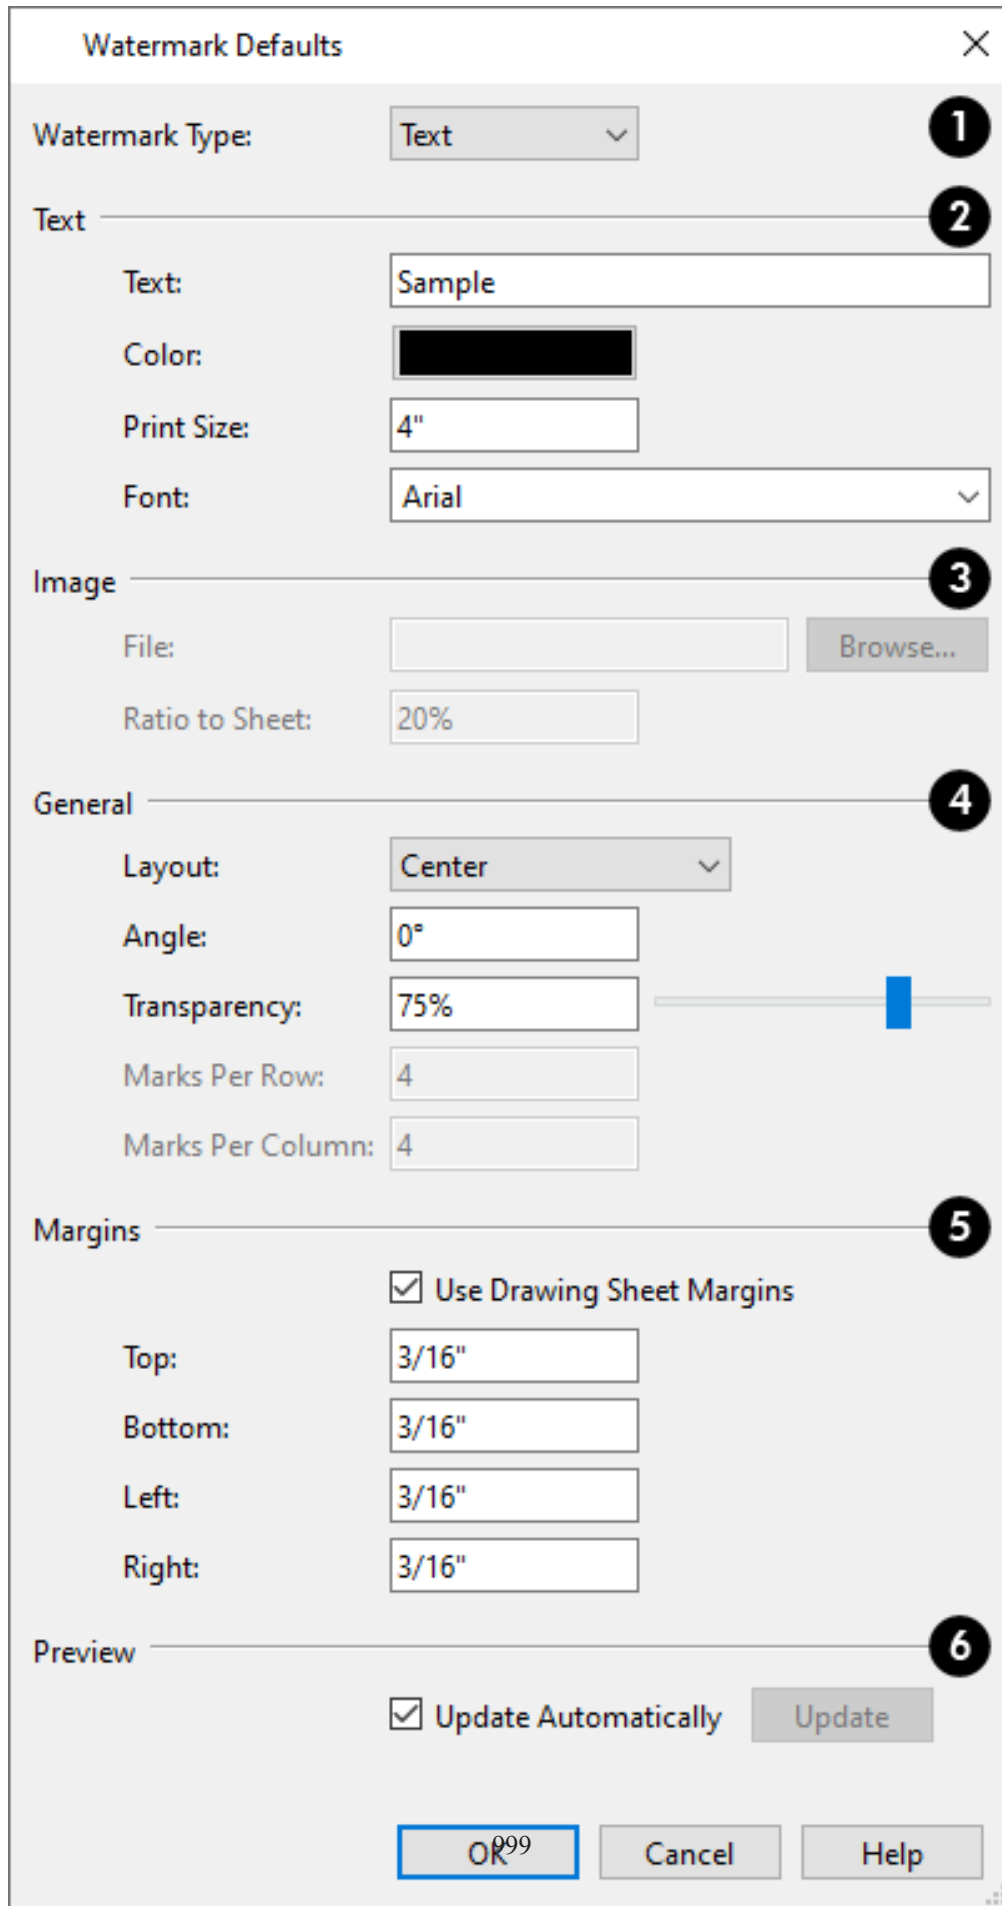 Watermark Defaults
Watermark Type: Text 1
Text 2
Text: Sample
Color:
Print Size: 4"
Font: Arial
Image 3
File: Browse...
Ratio to Sheet: 20%
General 4
Layout: Center
Angle: 0°
Transparency: 75%
Marks Per Row: 4
Marks Per Column: 4
Margins 5
Use Drawing Sheet Margins
Top: 3/16"
Bottom: 3/16"
Left: 3/16"
Right: 3/16"
Preview 6
Update Automatically Update
OK 999 Cancel Help